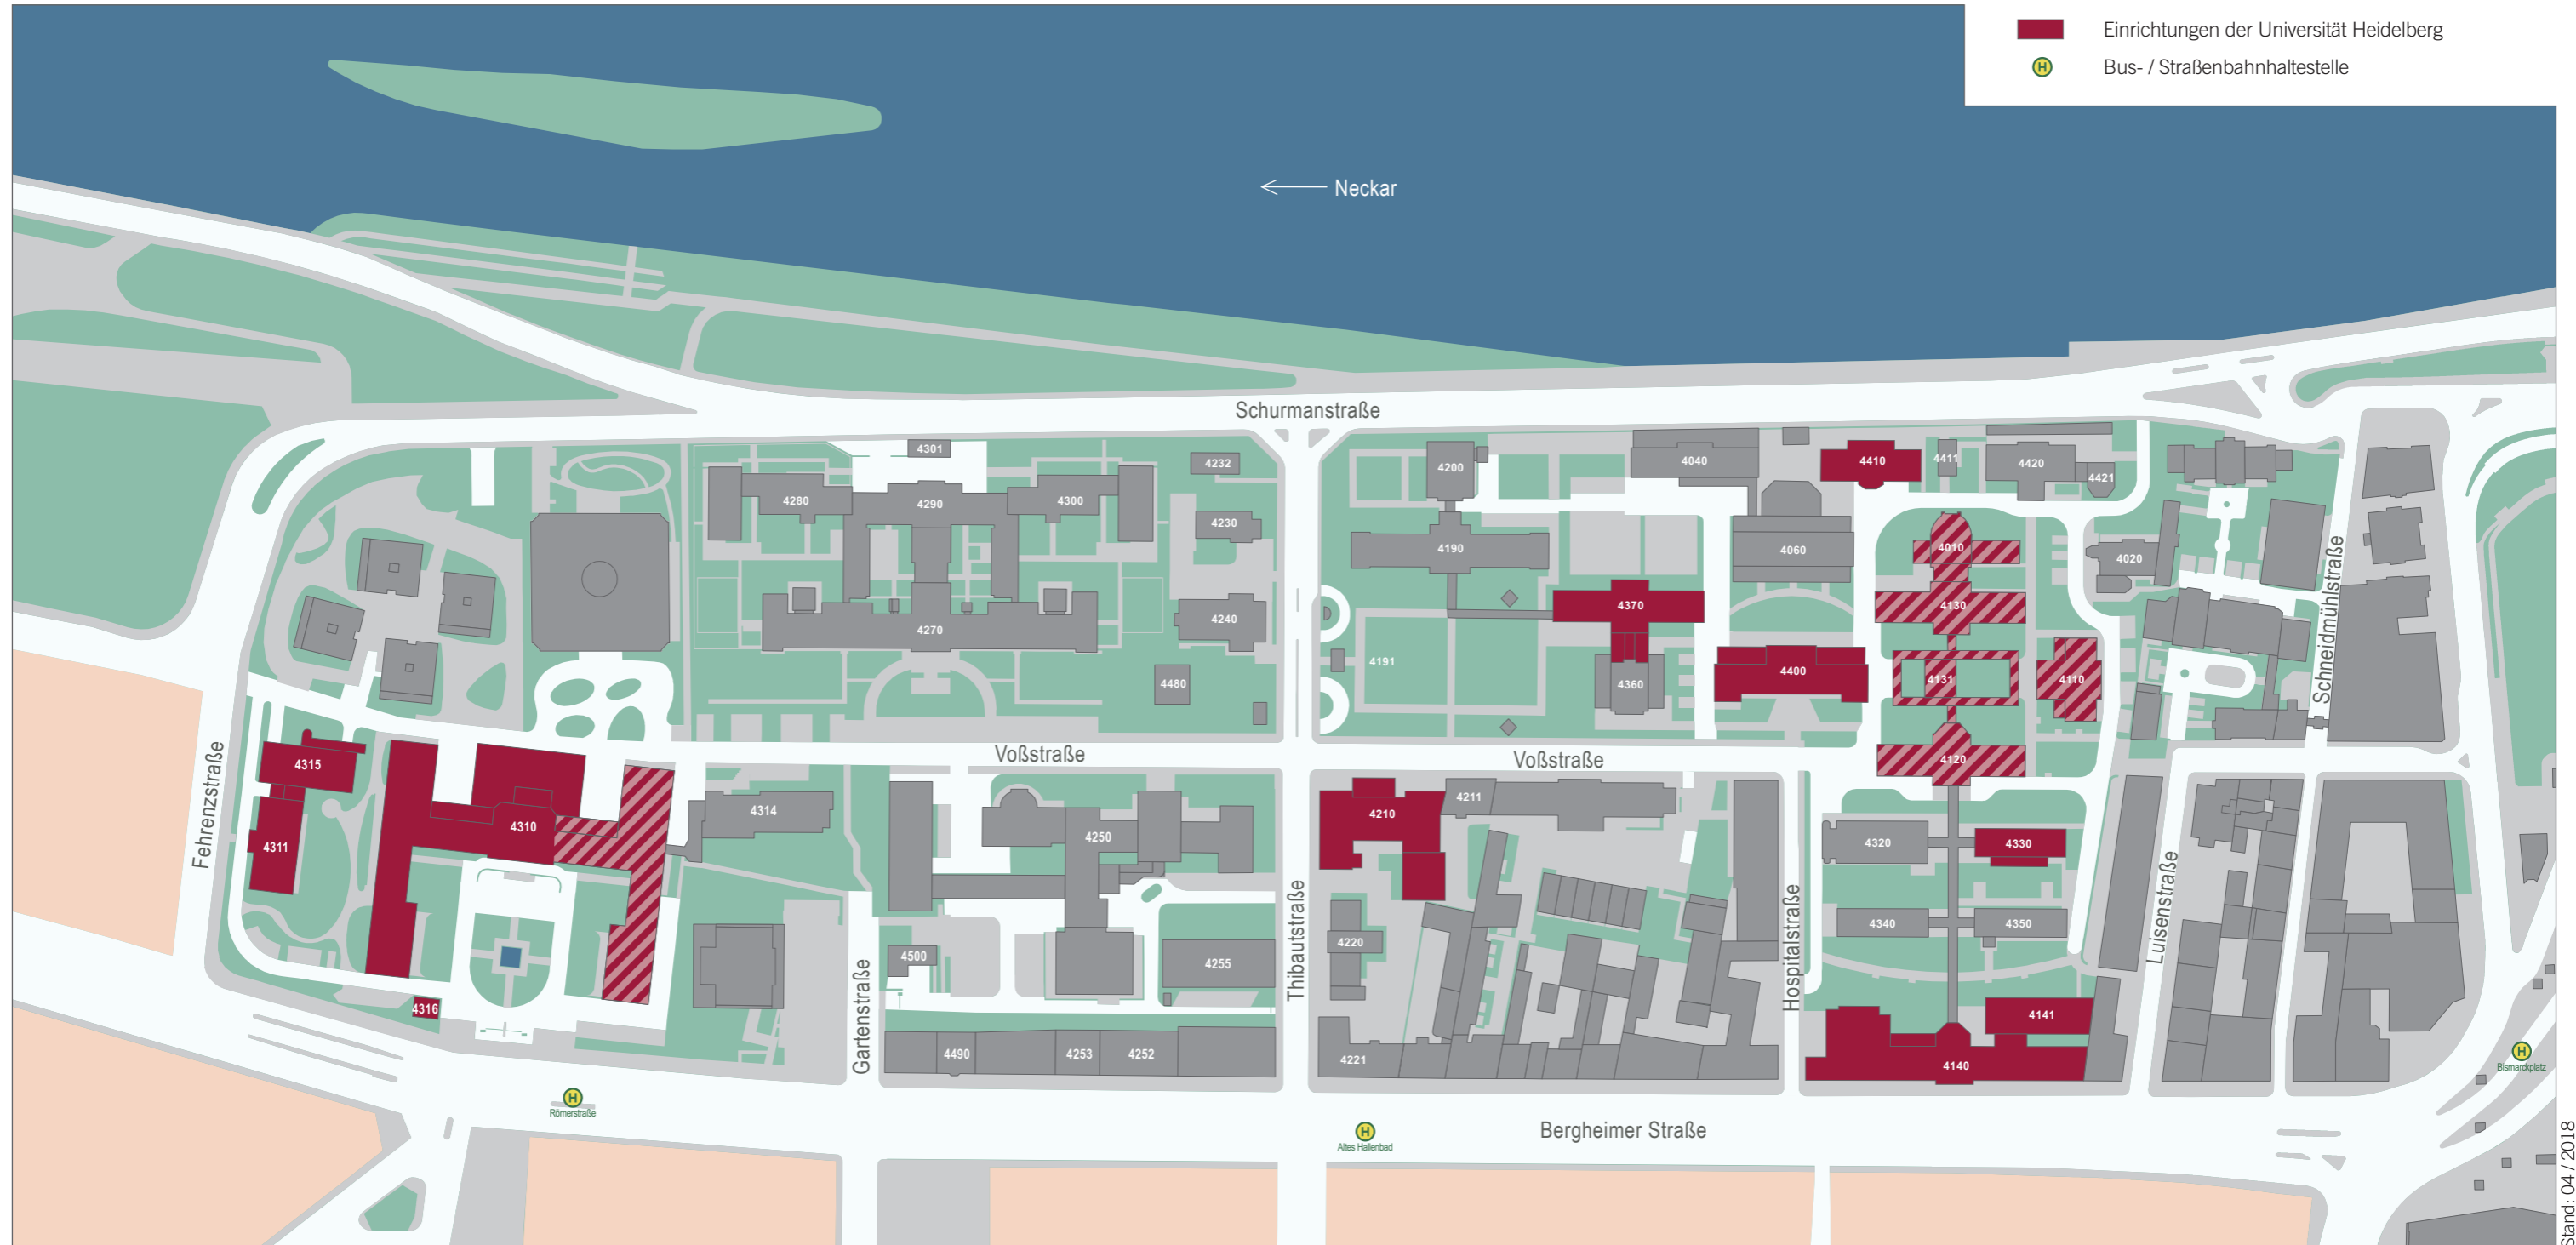 Einrichtungen der Universität Heidelberg
H
Bus- / Straßenbahnhaltestelle
Neckar
Schurmanstraße
4301
4232
4200
4040
4410
4411
4420
4421
4280
4290
4300
4230
4190
4060
4010
4020
Schneidmühlstraße
4270
4240
4370
4130
4191
4480
4360
4400
4131
4110
Voßstraße
Voßstraße
4120
Fehrenzstraße
4315
4311
4310
4314
4250
4210
4211
4320
4330
4340
4350
Luisenstraße
Hospitalstraße
Thibautstraße
Gartenstraße
4500
4255
4220
4316
4141
4490
4253
4252
4221
4140
H
Römerstraße
H
Altes Hallenbad
H
Bismarckplatz
Bergheimer Straße
Stand: 04 / 2018